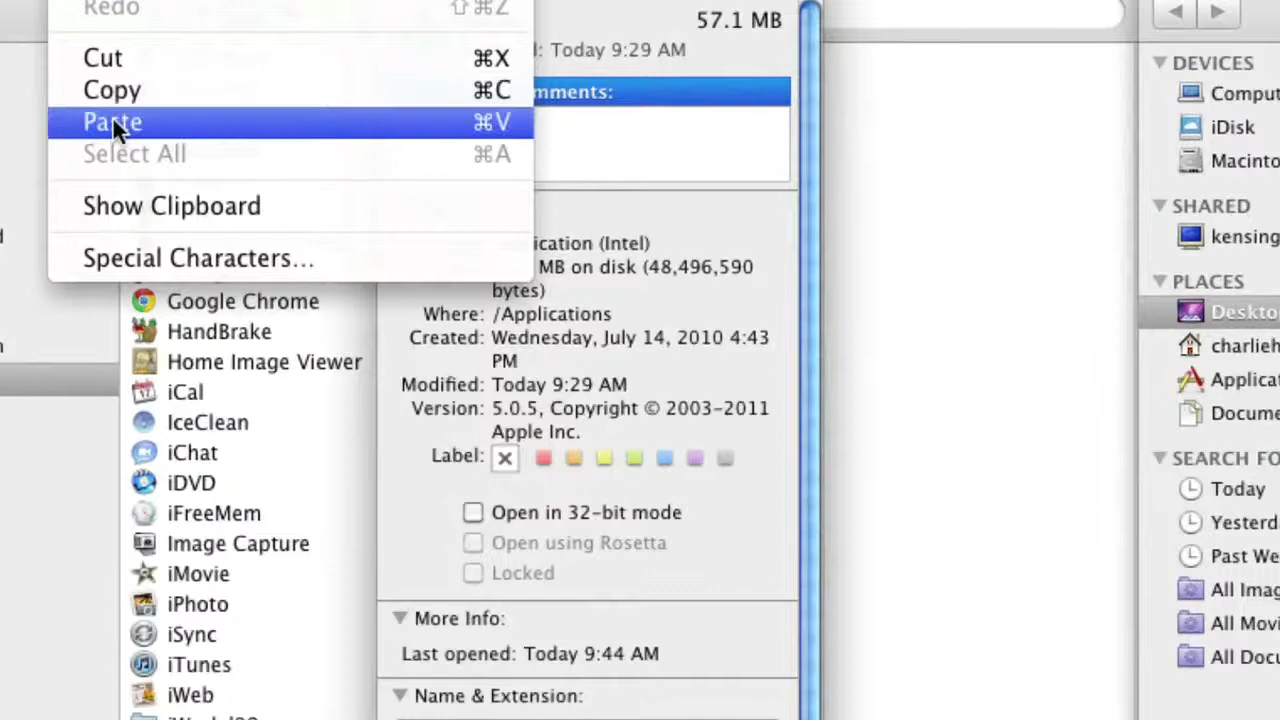 Redo ⇧⌘Z
Cut ⌘X
Copy ⌘C
Paste ⌘V
Select All ⌘A
Show Clipboard
Special Characters...
57.1 MB
Today 9:29 AM
mments:
ication (Intel)
MB on disk (48,496,590
bytes)
Where: /Applications
Created: Wednesday, July 14, 2010 4:43
PM
Modified: Today 9:29 AM
Version: 5.0.5, Copyright © 2003-2011
Apple Inc.
Label:
Open in 32-bit mode
Open using Rosetta
Locked
More Info:
Last opened: Today 9:44 AM
Name & Extension:
Google Chrome
HandBrake
Home Image Viewer
iCal
IceClean
iChat
iDVD
iFreeMem
Image Capture
iMovie
iPhoto
iSync
iTunes
iWeb
DEVICES
Comput
iDisk
Macinto
SHARED
kensing
PLACES
Deskto
charlieh
Applicat
Docume
SEARCH FO
Today
Yesterd
Past We
All Imag
All Movi
All Docu